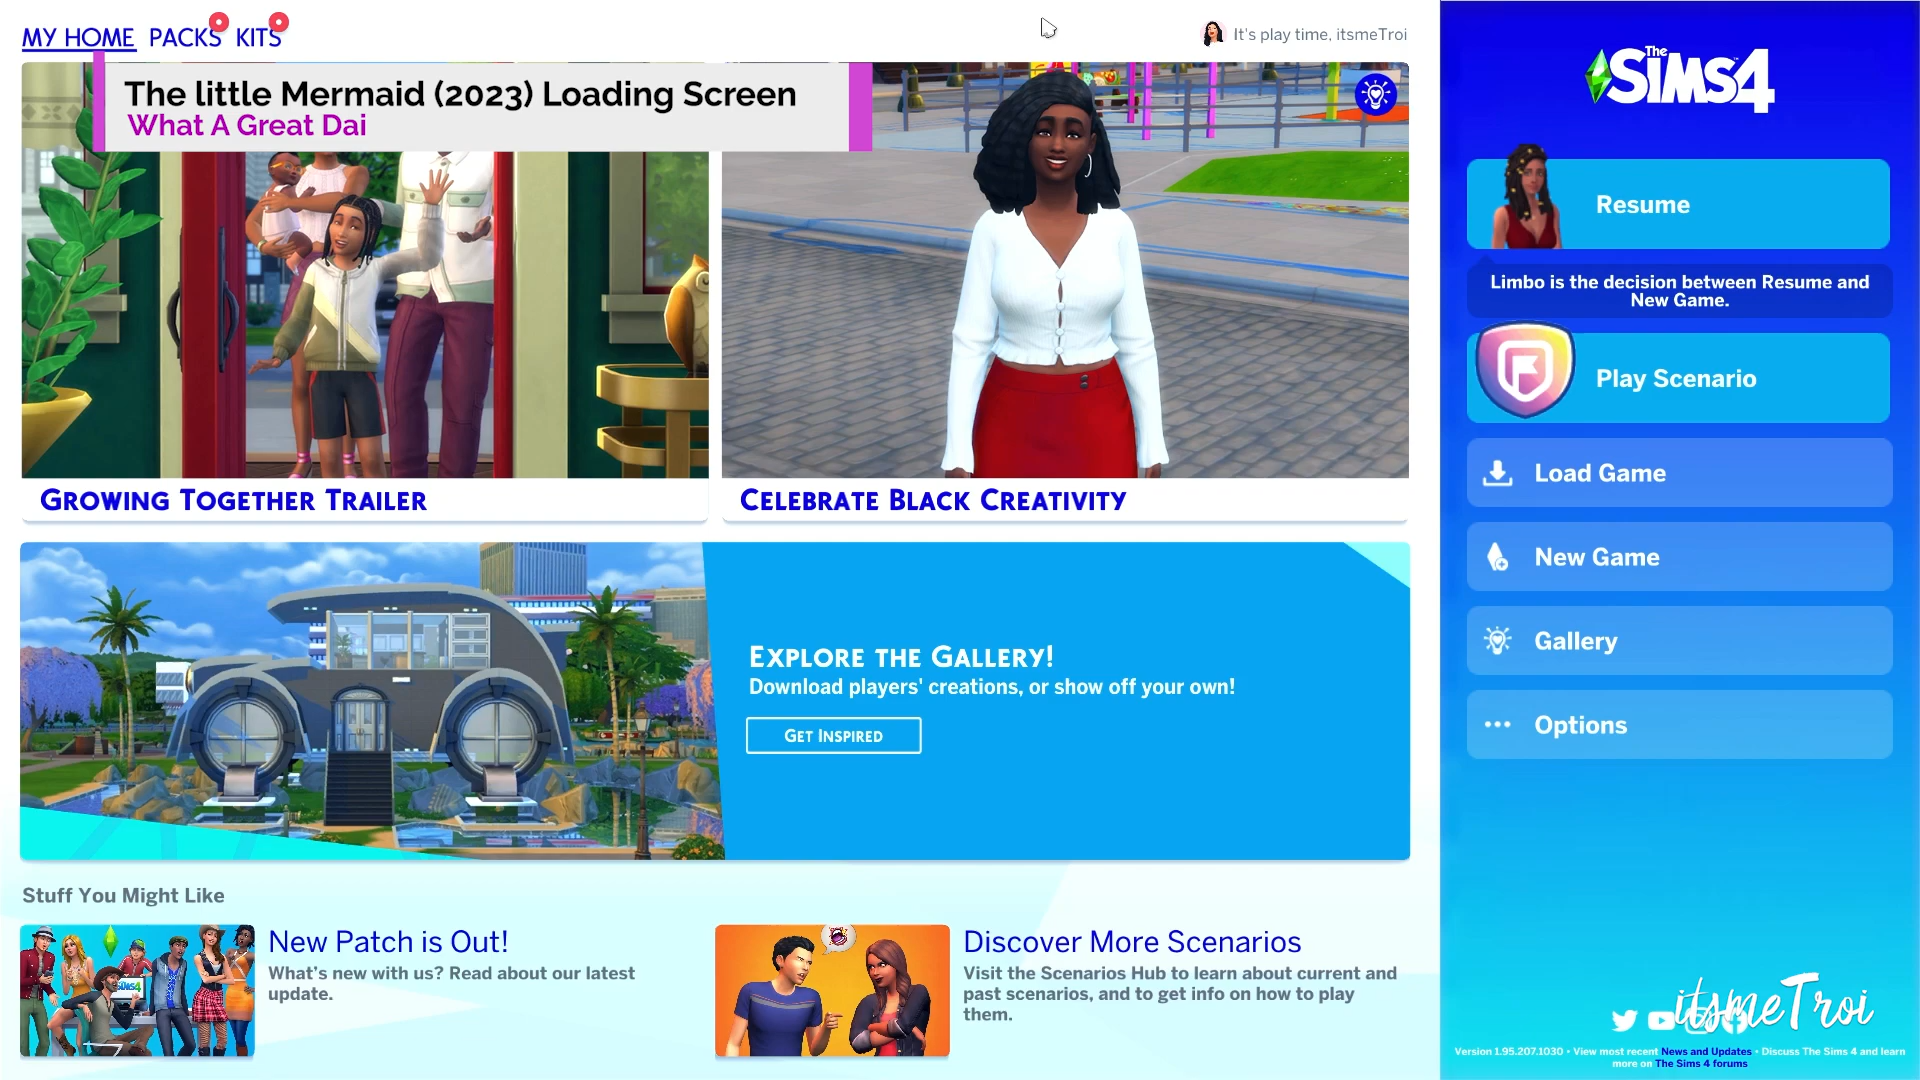 MY HOME PACKS KITS
It's play time, itsmeTroi
The little Mermaid (2023) Loading Screen
What A Great Dai
Growing Together Trailer
Celebrate Black Creativity
Explore the Gallery!
Download players' creations, or show off your own!
Get Inspired
Stuff You Might Like
New Patch is Out!
What's new with us? Read about our latest
update.
Discover More Scenarios
Visit the Scenarios Hub to learn about current and
past scenarios, and to get info on how to play
them.
The SIMS 4
Resume
Limbo is the decision between Resume and
New Game.
Play Scenario
Load Game
New Game
Gallery
Options
itsmeTroi
Version 1.95.207.1030 • View most recent News and Updates • Discuss The Sims 4 and learn
more on The Sims 4 forums